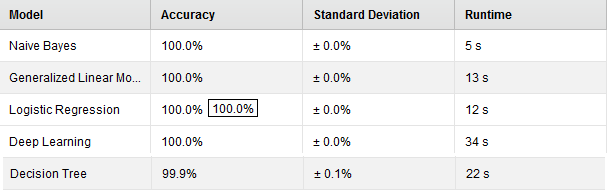 Model Accuracy Standard Deviation Runtime
Naive Bayes 100.0% ± 0.0% 5 s
Generalized Linear Mo... 100.0% ± 0.0% 13 s
Logistic Regression 100.0% 100.0% ± 0.0% 12 s
Deep Learning 100.0% ± 0.0% 34 s
Decision Tree 99.9% ± 0.1% 22 s